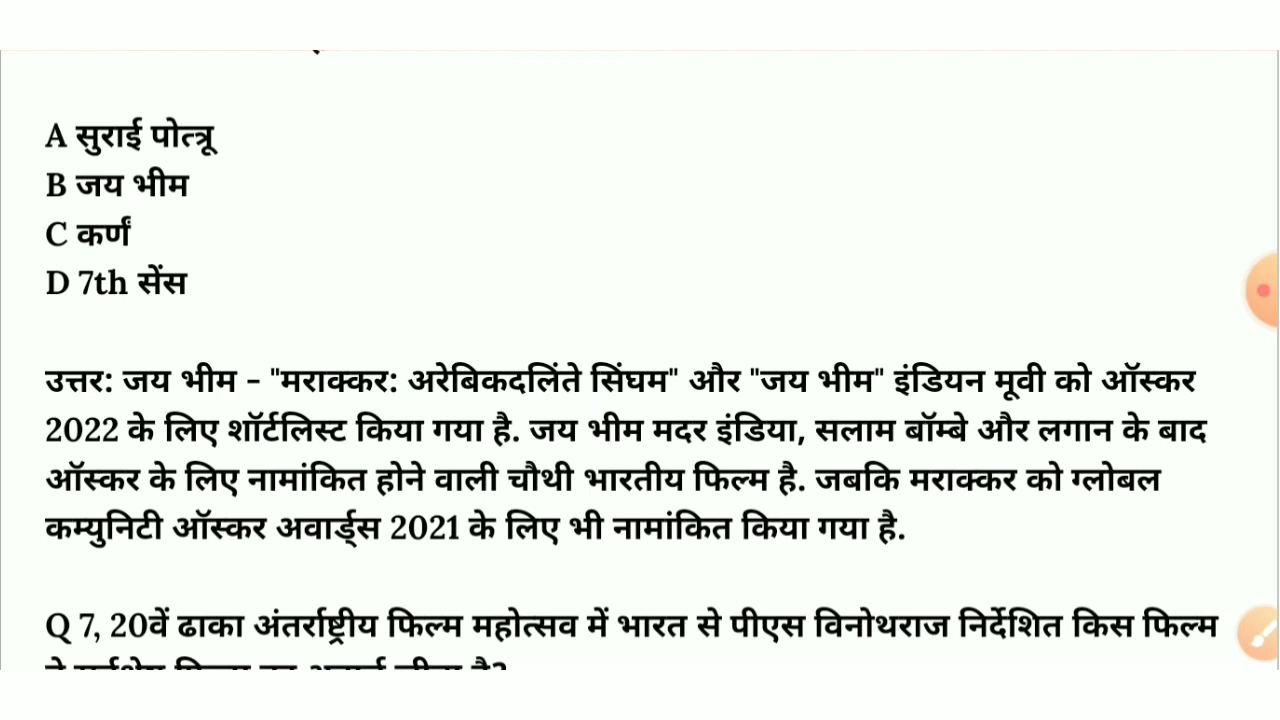 A सुराई पोत्त्रू
B जय भीम
C कर्णं
D 7th सेंस
उत्तर: जय भीम - "मराक्कर: अरेबिकदलिंते सिंघम" और "जय भीम" इंडियन मूवी को ऑस्कर
2022 के लिए शॉर्टलिस्ट किया गया है. जय भीम मदर इंडिया, सलाम बॉम्बे और लगान के बाद
ऑस्कर के लिए नामांकित होने वाली चौथी भारतीय फिल्म है. जबकि मराक्कर को ग्लोबल
कम्युनिटी ऑस्कर अवार्ड्स 2021 के लिए भी नामांकित किया गया है.
Q 7, 20वें ढाका अंतर्राष्ट्रीय फिल्म महोत्सव में भारत से पीएस विनोथराज निर्देशित किस फिल्म